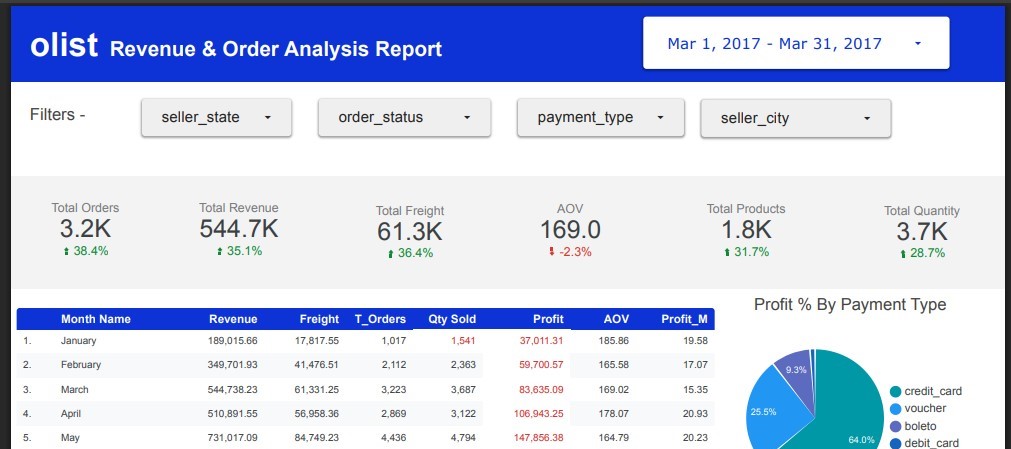 olist Revenue & Order Analysis Report
Mar 1, 2017 - Mar 31, 2017
Filters -
seller_state
order_status
payment_type
seller_city
Total Orders
3.2K
38.4%
Total Revenue
544.7K
35.1%
Total Freight
61.3K
36.4%
AOV
169.0
-2.3%
Total Products
1.8K
31.7%
Total Quantity
3.7K
28.7%
Month Name Revenue Freight T_Orders Qty Sold Profit AOV Profit_M
1. January 189,015.66 17,817.55 1,017 1,541 37,011.31 185.86 19.58
2. February 349,701.93 41,476.51 2,112 2,363 59,700.57 165.58 17.07
3. March 544,738.23 61,331.25 3,223 3,687 83,635.09 169.02 15.35
4. April 510,891.55 56,958.36 2,869 3,122 106,943.25 178.07 20.93
5. May 731,017.09 84,749.23 4,436 4,794 147,856.38 164.79 20.23
Profit % By Payment Type
9.3%
25.5%
64.0%
credit_card
voucher
boleto
debit_card